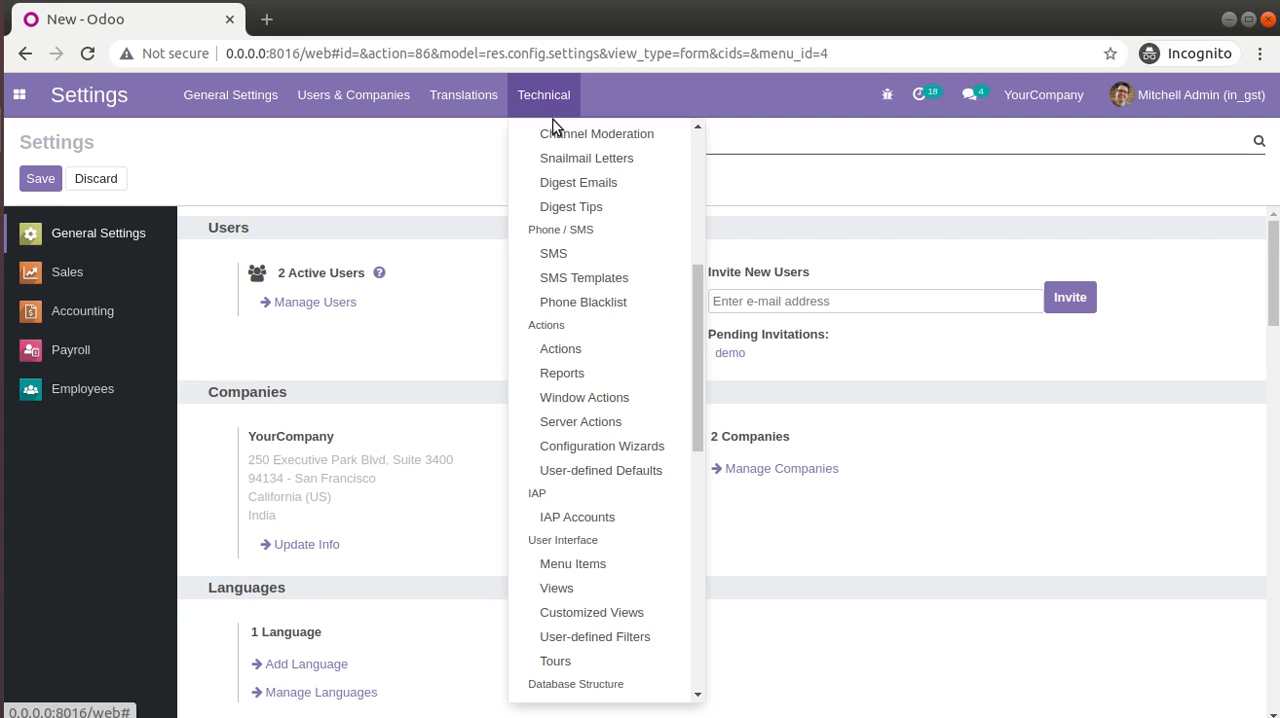 New - Odoo
Not secure 0.0.0.0:8016/web#id=&action=86&model=res.config.settings&view_type=form&cids=&menu_id=4
Incognito
Settings General Settings Users & Companies Translations Technical 18 4 YourCompany Mitchell Admin (in_gst)
Settings
Save Discard
General Settings
Sales
Accounting
Payroll
Employees
Users
2 Active Users ?
Manage Users
Companies
YourCompany
250 Executive Park Blvd, Suite 3400
94134 - San Francisco
California (US)
India
Update Info
Languages
1 Language
Add Language
Manage Languages
Channel Moderation
Snailmail Letters
Digest Emails
Digest Tips
Phone / SMS
SMS
SMS Templates
Phone Blacklist
Actions
Actions
Reports
Window Actions
Server Actions
Configuration Wizards
User-defined Defaults
IAP
IAP Accounts
User Interface
Menu Items
Views
Customized Views
User-defined Filters
Tours
Database Structure
Invite New Users
Enter e-mail address Invite
Pending Invitations:
demo
2 Companies
Manage Companies
0.0.0.0:8016/web#